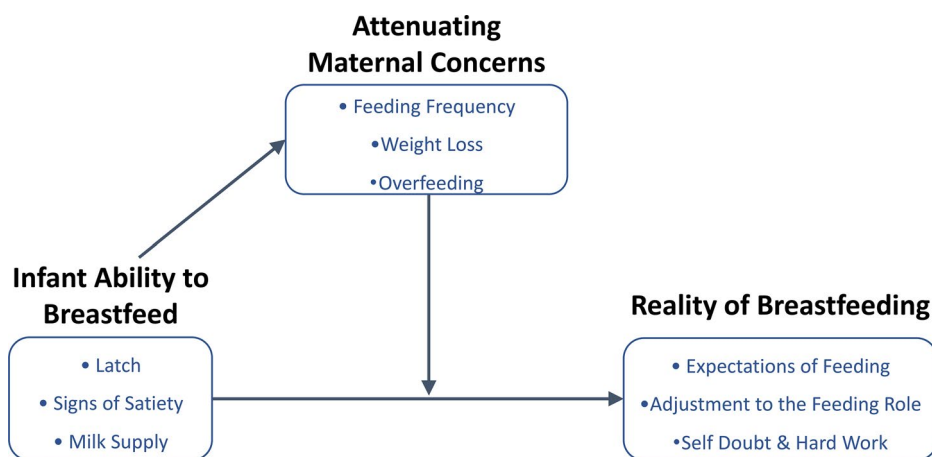 Attenuating
Maternal Concerns
• Feeding Frequency
•Weight Loss
•Overfeeding
Infant Ability to
Breastfeed
• Latch
• Signs of Satiety
• Milk Supply
Reality of Breastfeeding
• Expectations of Feeding
•Adjustment to the Feeding Role
•Self Doubt & Hard Work